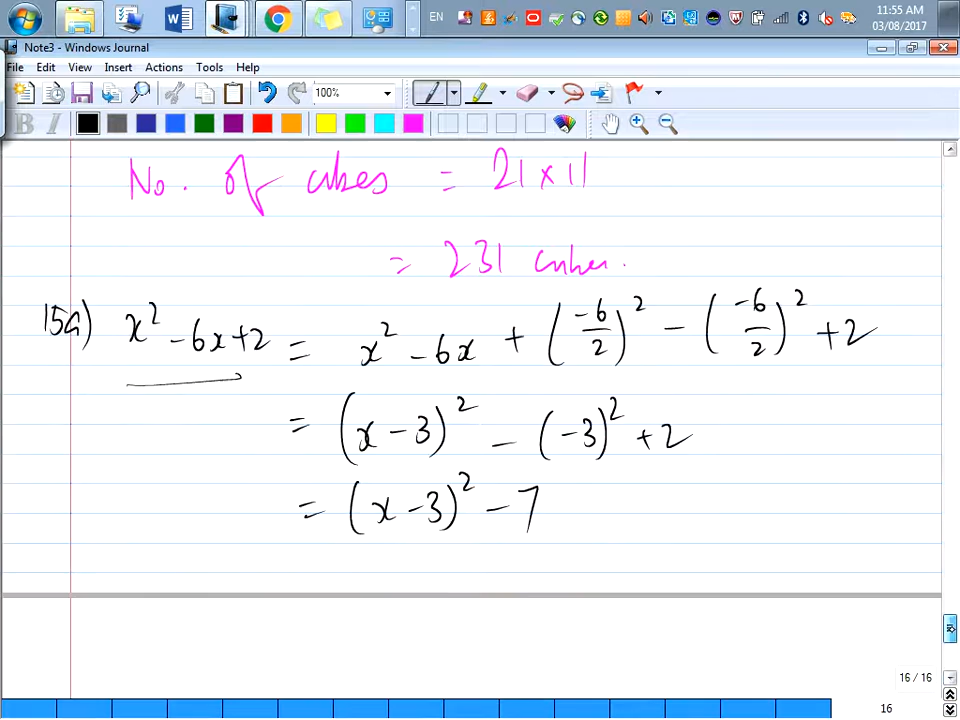 EN
11:55 AM
03/08/2017
Note3 - Windows Journal
File Edit View Insert Actions Tools Help
100%
B I
No. of cubes = 21 × 11
= 231 cubes.
15a) x² - 6x + 2 = x² - 6x + (-6/2)² - (-6/2)² + 2
= (x - 3)² - (-3)² + 2
= (x - 3)² - 7
16 / 16
16